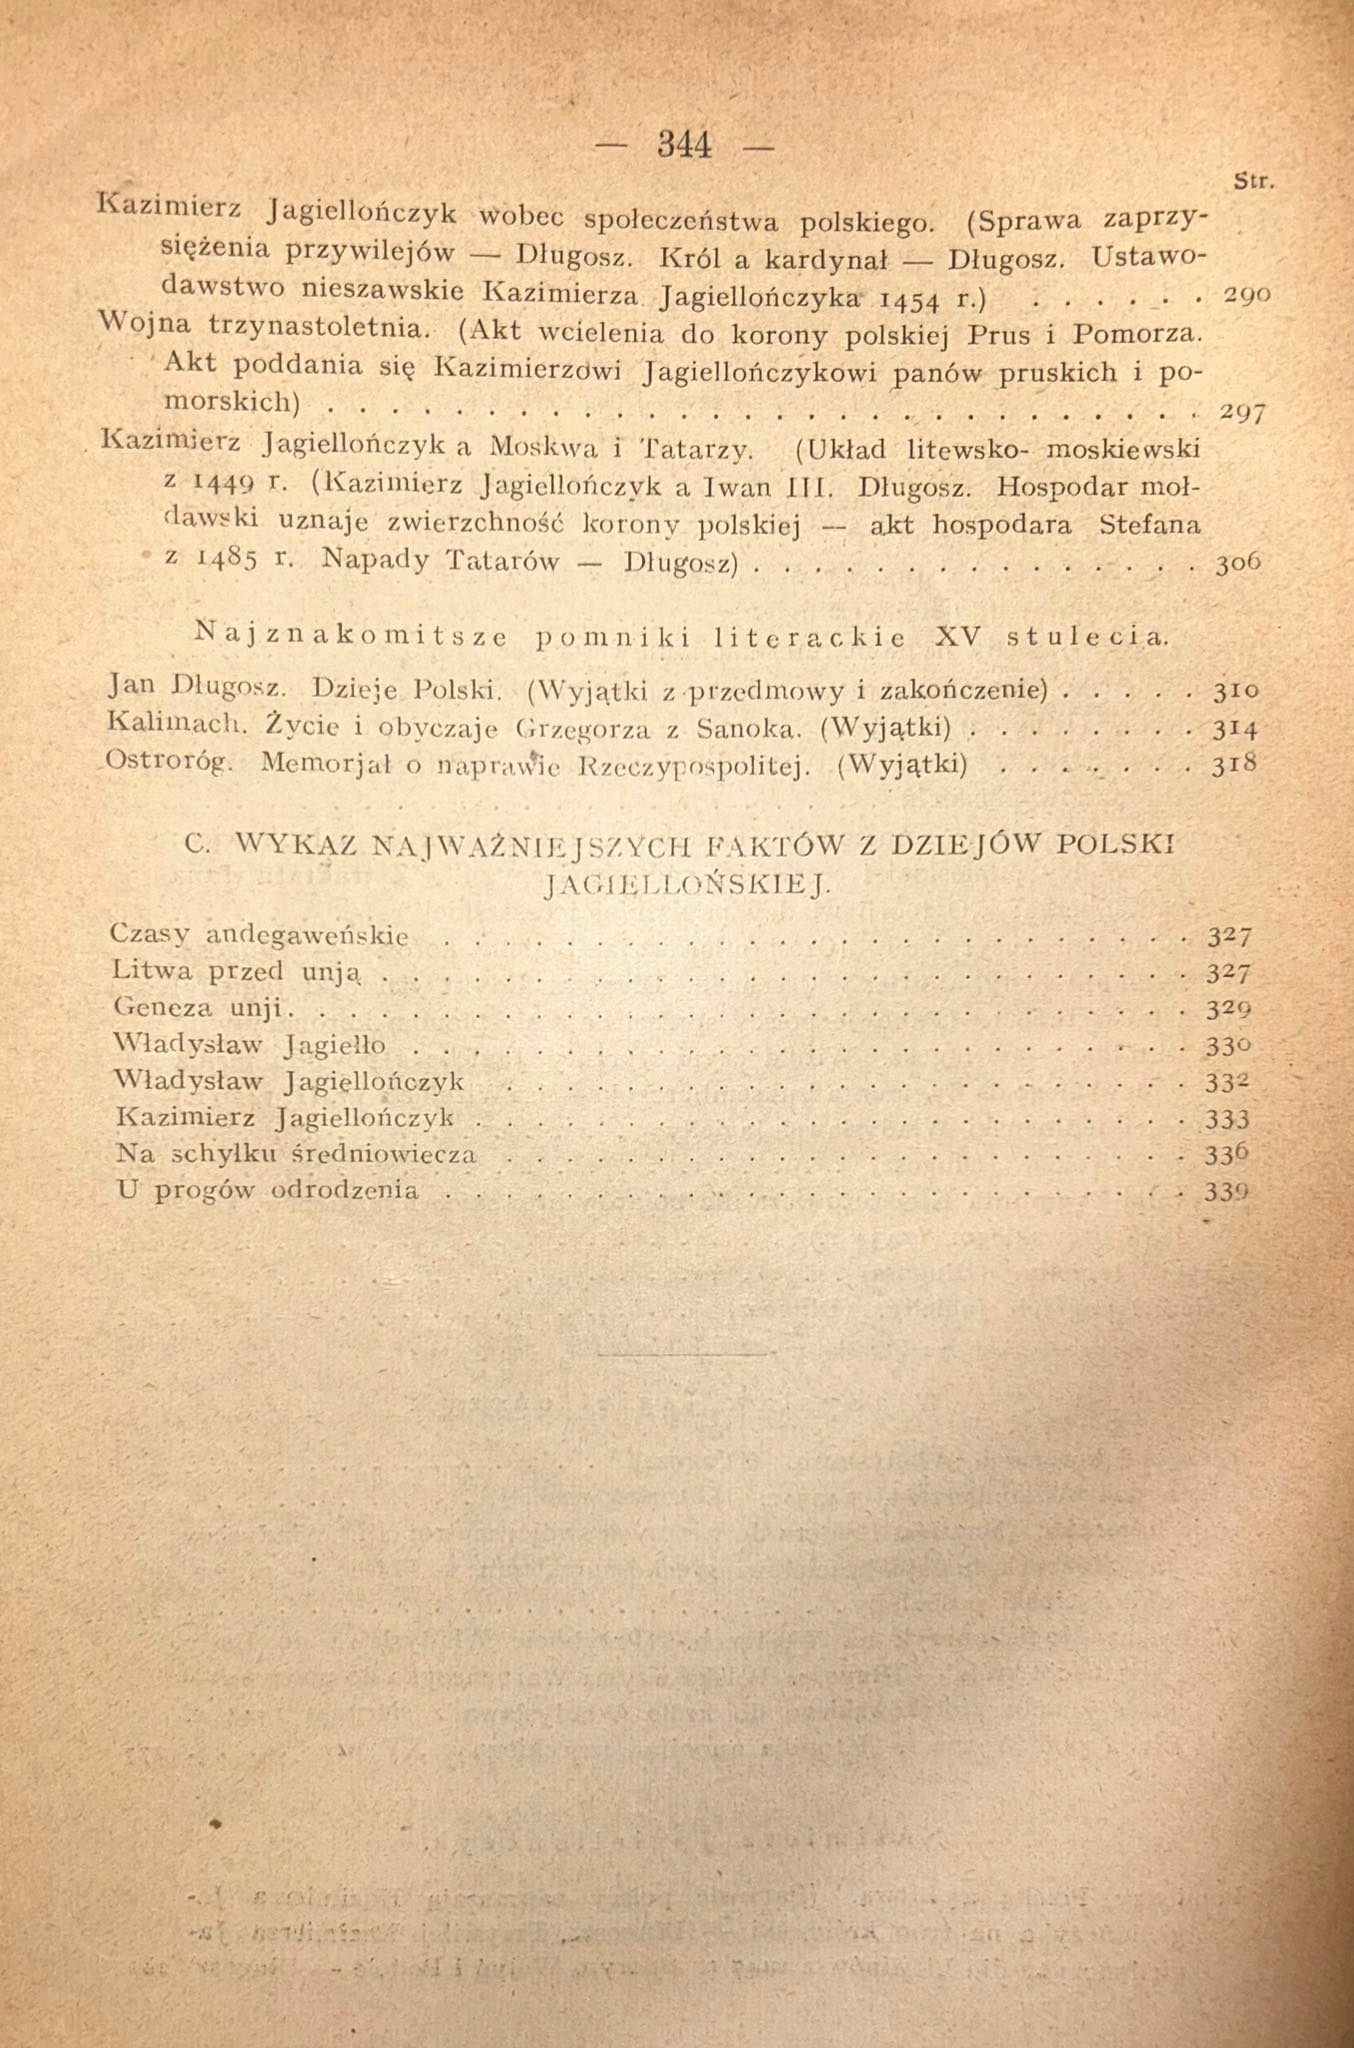 — 344 —
Str.
Kazimierz Jagiellończyk wobec społeczeństwa polskiego. (Sprawa zaprzy-
siężenia przywilejów — Długosz. Król a kardynał — Długosz. Ustawo-
dawstwo nieszawskie Kazimierza Jagiellończyka 1454 r.) . . . . . . 290
Wojna trzynastoletnia. (Akt wcielenia do korony polskiej Prus i Pomorza.
Akt poddania się Kazimierzowi Jagiellończykowi panów pruskich i po-
morskich) . . . . . . . . . . . . . . . . . . . . . . . . . . . . . 297
Kazimierz Jagiellończyk a Moskwa i Tatarzy. (Układ litewsko- moskiewski
z 1449 r. (Kazimierz Jagiellończyk a Iwan III. Długosz. Hospodar moł-
dawski uznaje zwierzchność korony polskiej — akt hospodara Stefana
z 1485 r. Napady Tatarów — Długosz) . . . . . . . . . . . . . . . 306
Najznakomitsze pomniki literackie XV stulecia.
Jan Długosz. Dzieje Polski. (Wyjątki z przedmowy i zakończenie) . . . . . 310
Kalimach. Życie i obyczaje Grzegorza z Sanoka. (Wyjątki) . . . . . . . . 314
Ostroróg. Memorjał o naprawie Rzeczypospolitej. (Wyjątki) . . . . . . . 318
C. WYKAZ NAJWAŻNIEJSZYCH FAKTÓW Z DZIEJÓW POLSKI
JAGIELLOŃSKIEJ.
Czasy andegaweńskie . . . . . . . . . . . . . . . . . . . . . . . . . 327
Litwa przed unją . . . . . . . . . . . . . . . . . . . . . . . . . . . 327
Geneza unji. . . . . . . . . . . . . . . . . . . . . . . . . . . . . . 329
Władysław Jagiełło . . . . . . . . . . . . . . . . . . . . . . . . . . 330
Władysław Jagiellończyk . . . . . . . . . . . . . . . . . . . . . . . 332
Kazimierz Jagiellończyk . . . . . . . . . . . . . . . . . . . . . . . . 333
Na schyłku średniowiecza . . . . . . . . . . . . . . . . . . . . . . . 336
U progów odrodzenia . . . . . . . . . . . . . . . . . . . . . . . . . 339